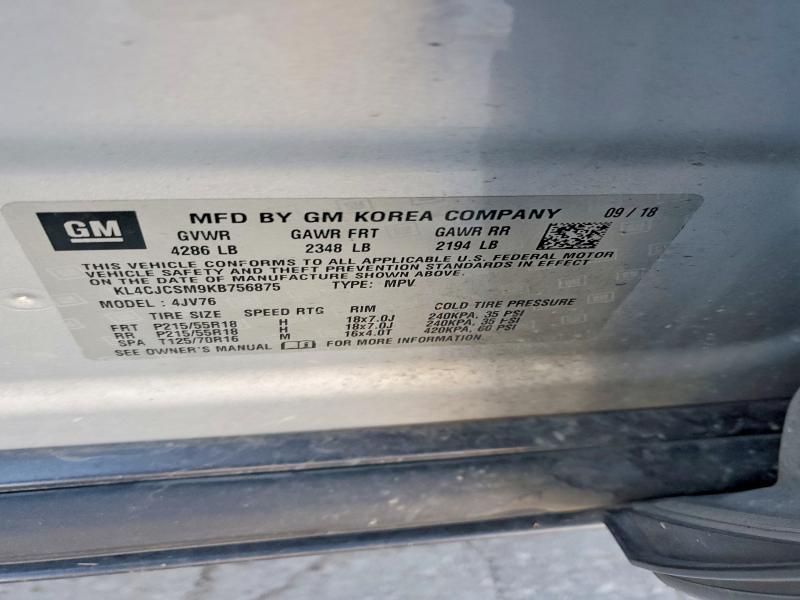 GM
MFD BY GM KOREA COMPANY 09 / 18
GVWR GAWR FRT GAWR RR
4286 LB 2348 LB 2194 LB
THIS VEHICLE CONFORMS TO ALL APPLICABLE U.S. FEDERAL MOTOR
VEHICLE SAFETY AND THEFT PREVENTION STANDARDS IN EFFECT
ON THE DATE OF MANUFACTURE SHOWN ABOVE.
KL4CJCSM9KB756875 TYPE: MPV
MODEL : 4JV76
TIRE SIZE SPEED RTG RIM COLD TIRE PRESSURE
FRT P215/55R18 H 18x7.0J 240KPA, 35 PSI
RR P215/55R18 H 18x7.0J 240KPA, 35 PSI
SPA T125/70R16 M 16x4.0T 420KPA, 60 PSI
SEE OWNER'S MANUAL FOR MORE INFORMATION